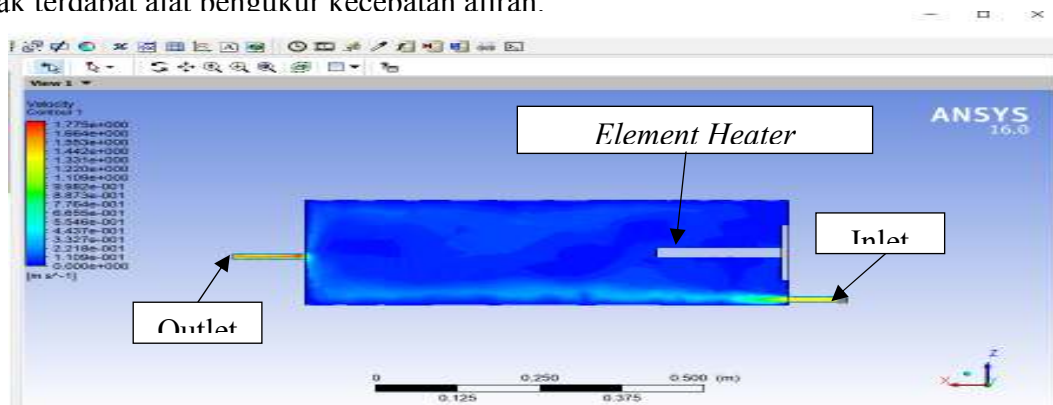 ak terdapat alat pengukur kecepatan aliran.
View 1
Velocity
Contour 1
1.775e+000
1.664e+000
1.553e+000
1.442e+000
1.331e+000
1.220e+000
1.109e+000
9.982e-001
8.873e-001
7.764e-001
6.655e-001
5.546e-001
4.437e-001
3.327e-001
2.218e-001
1.109e-001
0.000e+000
[m s^-1]
ANSYS
16.0
Element Heater
Inlet
Outlet
0 0.250 0.500 (m)
0.125 0.375
z
x